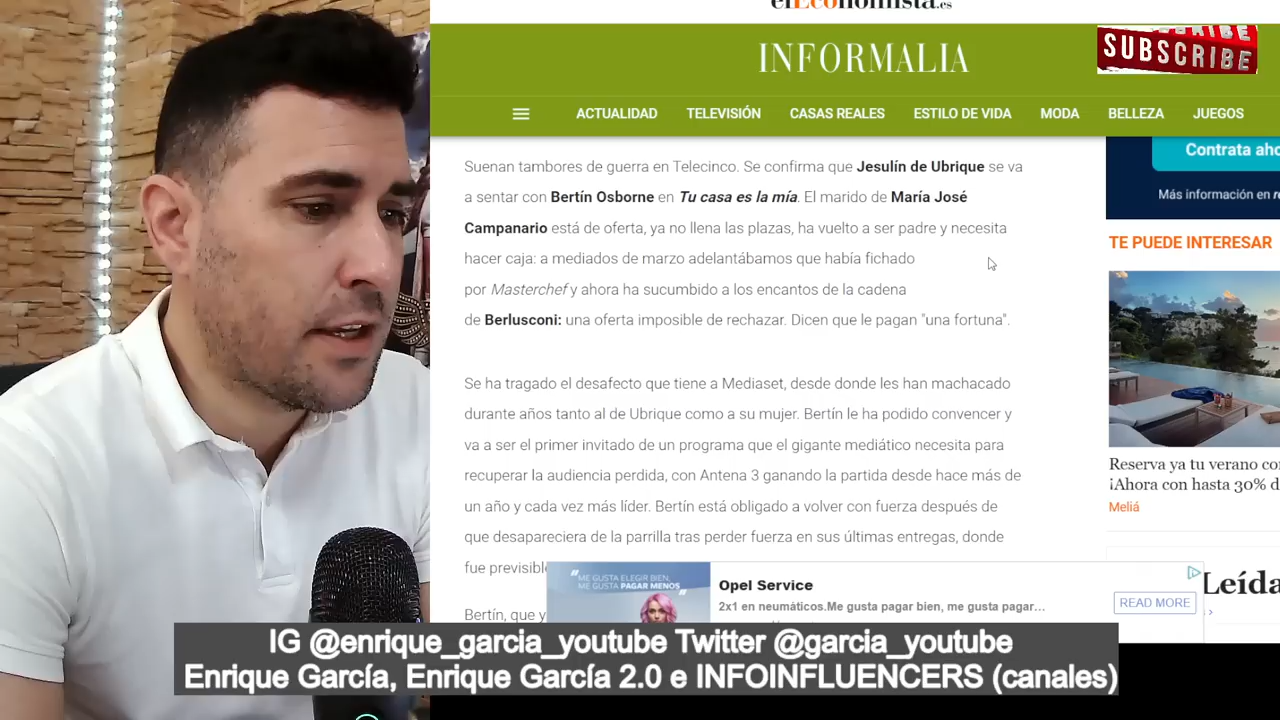 elEconomista.es
INFORMALIA
SUBSCRIBE
ACTUALIDAD TELEVISIÓN CASAS REALES ESTILO DE VIDA MODA BELLEZA JUEGOS
Suenan tambores de guerra en Telecinco. Se confirma que Jesulín de Ubrique se va
a sentar con Bertín Osborne en Tu casa es la mía. El marido de María José
Campanario está de oferta, ya no llena las plazas, ha vuelto a ser padre y necesita
hacer caja: a mediados de marzo adelantábamos que había fichado
por Masterchef y ahora ha sucumbido a los encantos de la cadena
de Berlusconi: una oferta imposible de rechazar. Dicen que le pagan "una fortuna".
Se ha tragado el desafecto que tiene a Mediaset, desde donde les han machacado
durante años tanto al de Ubrique como a su mujer. Bertín le ha podido convencer y
va a ser el primer invitado de un programa que el gigante mediático necesita para
recuperar la audiencia perdida, con Antena 3 ganando la partida desde hace más de
un año y cada vez más líder. Bertín está obligado a volver con fuerza después de
que desapareciera de la parrilla tras perder fuerza en sus últimas entregas, donde
fue previsibl
Bertín, que y
Contrata aho
Más información en r
TE PUEDE INTERESAR
Reserva ya tu verano co
¡Ahora con hasta 30% d
Meliá
Leída
"ME GUSTA ELEGIR BIEN,
ME GUSTA PAGAR MENOS"
Opel Service
2x1 en neumáticos.Me gusta pagar bien, me gusta pagar...
READ MORE
IG @enrique_garcia_youtube Twitter @garcia_youtube
Enrique García, Enrique García 2.0 e INFOINFLUENCERS (canales)